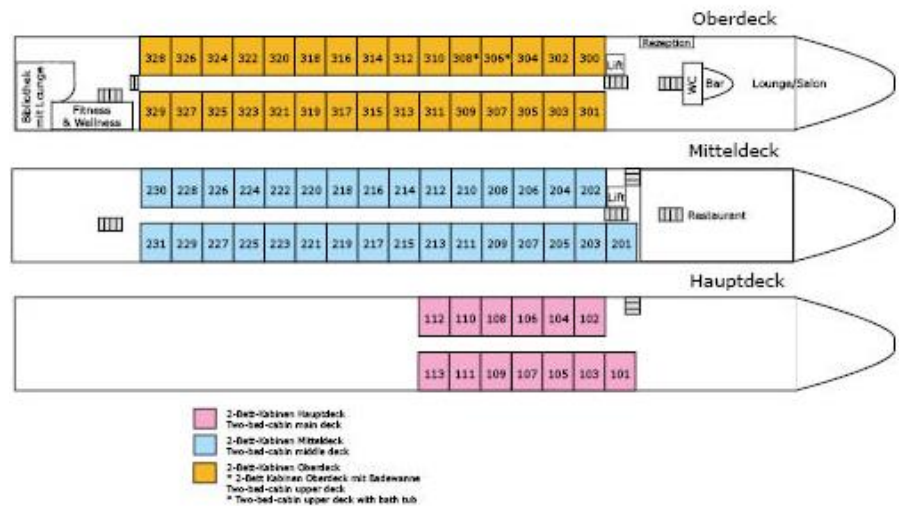 Oberdeck
Rezeption
328 326 324 322 320 318 316 314 312 310 308* 306* 304 302 300
Lift
Bibliothek
mit Lounge
Fitness
& Wellness
WC
Bar
Lounge/Salon
329 327 325 323 321 319 317 315 313 311 309 307 305 303 301
Mitteldeck
230 228 226 224 222 220 218 216 214 212 210 208 206 204 202
Lift
Restaurant
231 229 227 225 223 221 219 217 215 213 211 209 207 205 203 201
Hauptdeck
112 110 108 106 104 102
113 111 109 107 105 103 101
2-Bett-Kabinen Hauptdeck
Two-bed-cabin main deck
2-Bett-Kabinen Mitteldeck
Two-bed-cabin middle deck
2-Bett-Kabinen Oberdeck
* 2-Bett Kabinen Oberdeck mit Badewanne
Two-bed-cabin upper deck
* Two-bed-cabin upper deck with bath tub